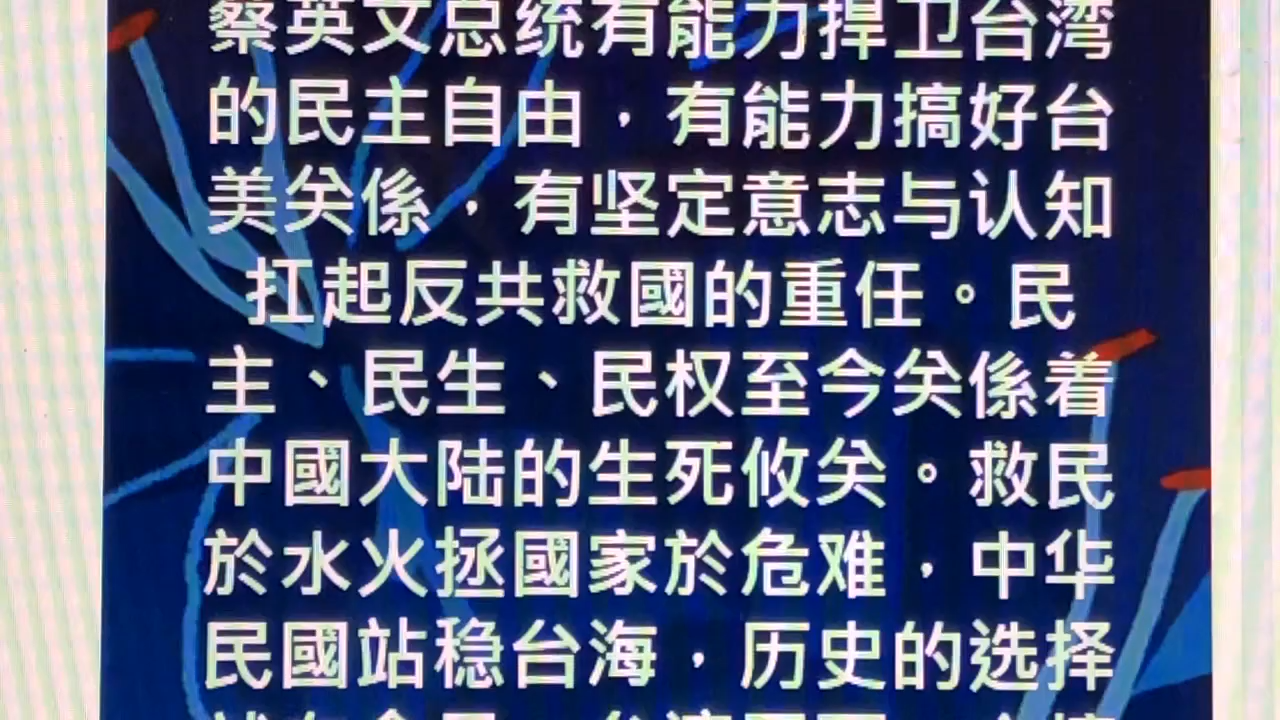 蔡英文总统有能力捍卫台湾
的民主自由，有能力搞好台
美关係，有坚定意志与认知
扛起反共救國的重任。民
主、民生、民权至今关係着
中國大陆的生死攸关。救民
於水火拯國家於危难，中华
民國站稳台海，历史的选择